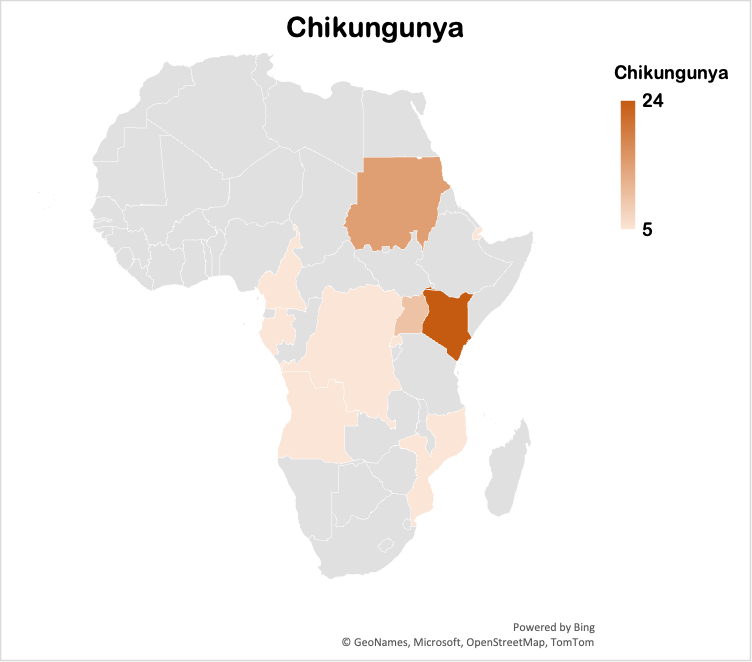 Chikungunya
Chikungunya
24
5
Powered by Bing
© GeoNames, Microsoft, OpenStreetMap, TomTom